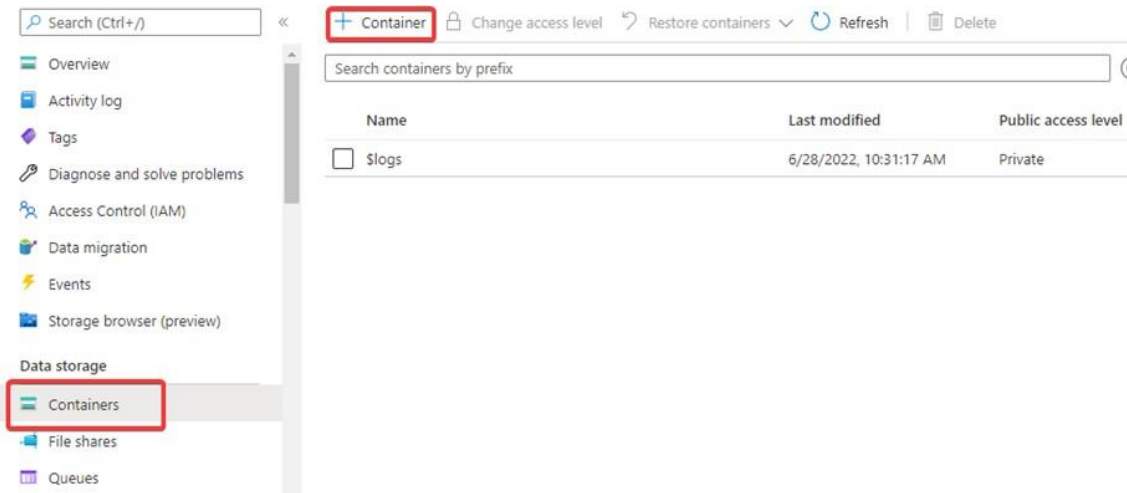 Search (Ctrl+/)
«
Overview
Activity log
Tags
Diagnose and solve problems
Access Control (IAM)
Data migration
Events
Storage browser (preview)
Data storage
Containers
File shares
Queues
+ Container Change access level Restore containers Refresh Delete
Search containers by prefix
Name Last modified Public access level
$logs 6/28/2022, 10:31:17 AM Private